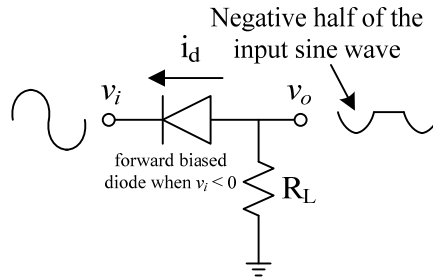 Negative half of the
input sine wave
i_d
v_i
v_o
forward biased
diode when v_i < 0
R_L